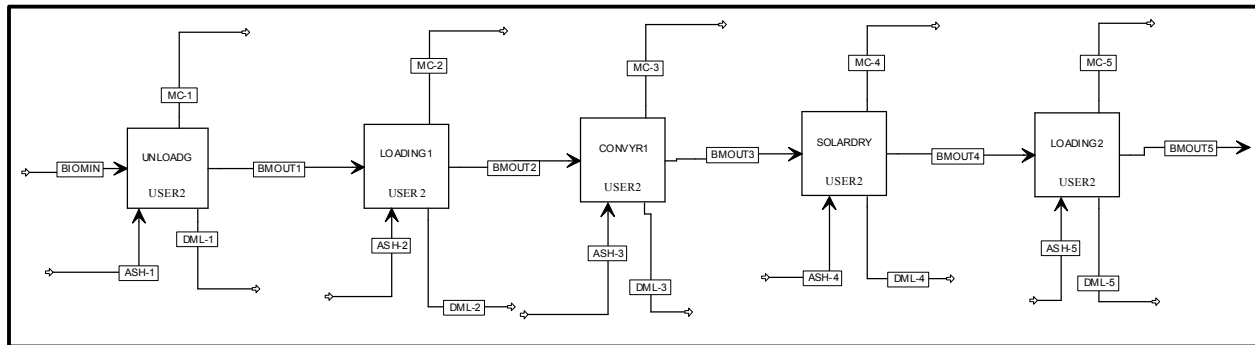 MC-1
BIOMIN
UNLOADG
USER2
BMOUT1
ASH-1
DML-1
MC-2
LOADING1
USER 2
BMOUT2
ASH-2
DML-2
MC-3
CONVYR1
USER2
BMOUT3
ASH-3
DML-3
MC-4
SOLARDRY
USER2
BMOUT4
ASH-4
DML-4
MC-5
LOADING2
USER2
BMOUT5
ASH-5
DML-5